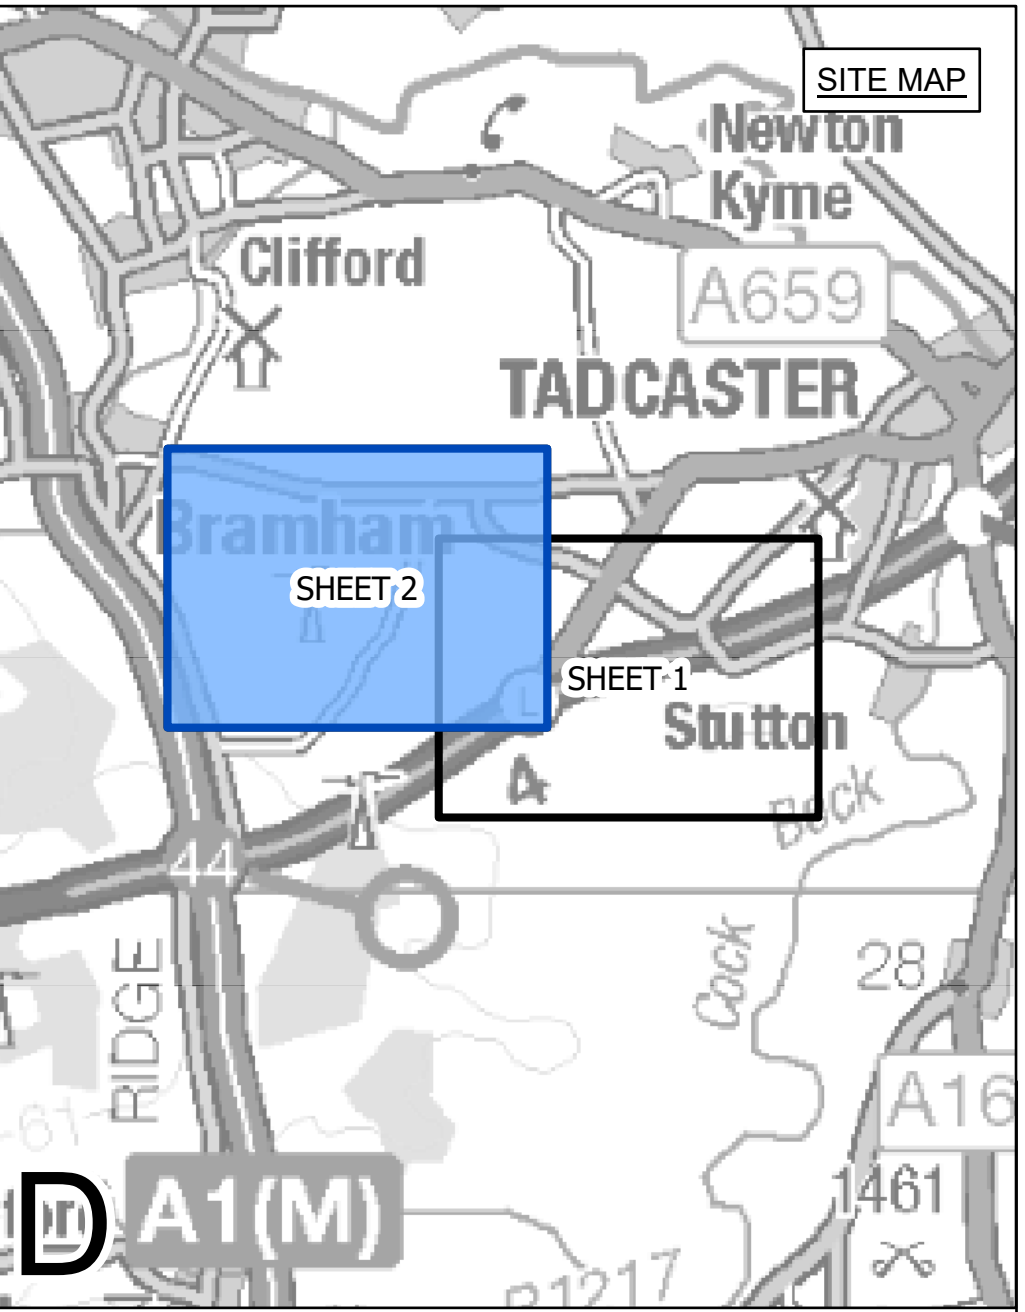 SITE MAP
Newton
Kyme
Clifford
A659
TADCASTER
Bramham
SHEET 2
SHEET 1
L
Stutton
Beck
44
Cock
28
RIDGE
61
A16
1461
D
A1(M)
B1217